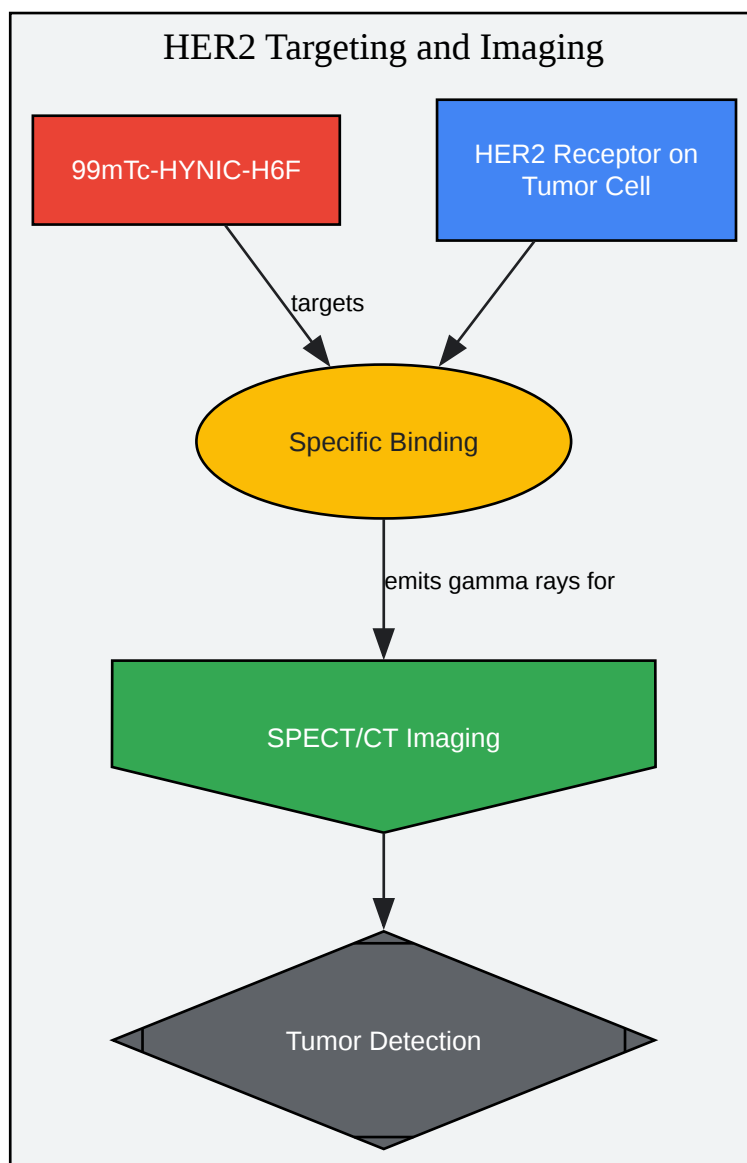 HER2 Targeting and Imaging
99mTc-HYNIC-H6F
HER2 Receptor on
Tumor Cell
targets
Specific Binding
emits gamma rays for
SPECT/CT Imaging
Tumor Detection